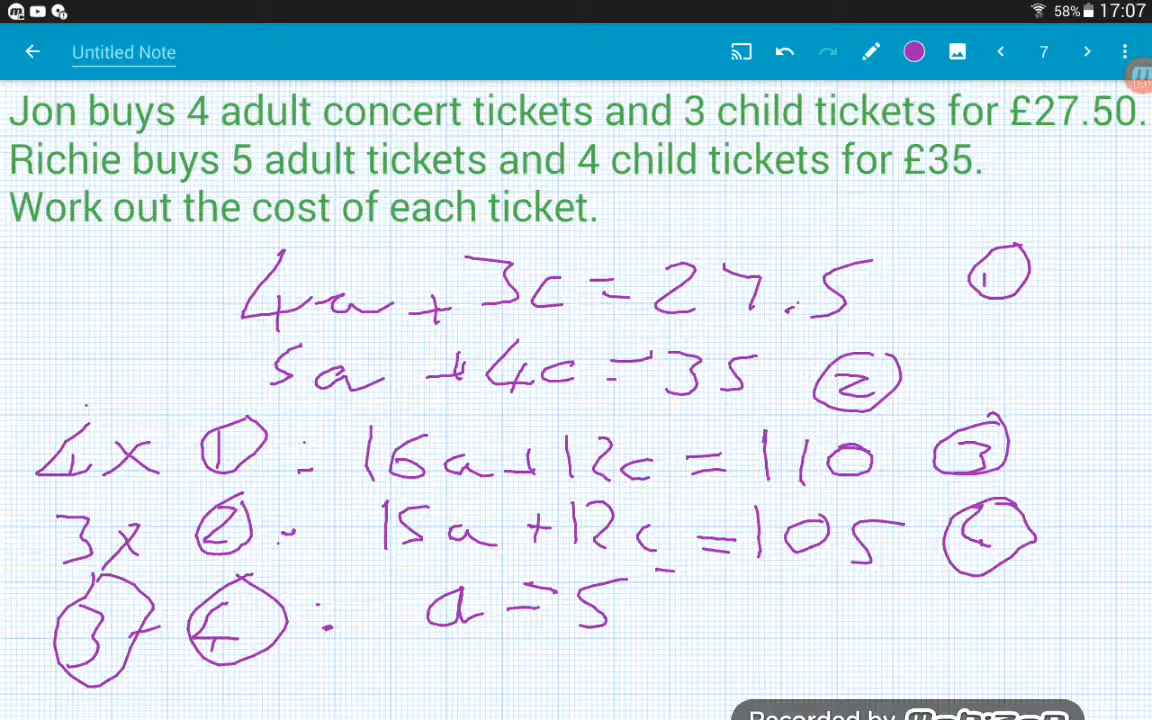 58% 17:07
Untitled Note 7
Jon buys 4 adult concert tickets and 3 child tickets for £27.50.
Richie buys 5 adult tickets and 4 child tickets for £35.
Work out the cost of each ticket.
4a + 3c = 27.5 ①
5a + 4c = 35 ②
4 × ① : 16a + 12c = 110 ③
3 × ② : 15a + 12c = 105 ④
③ - ④ : a = 5
Recorded by